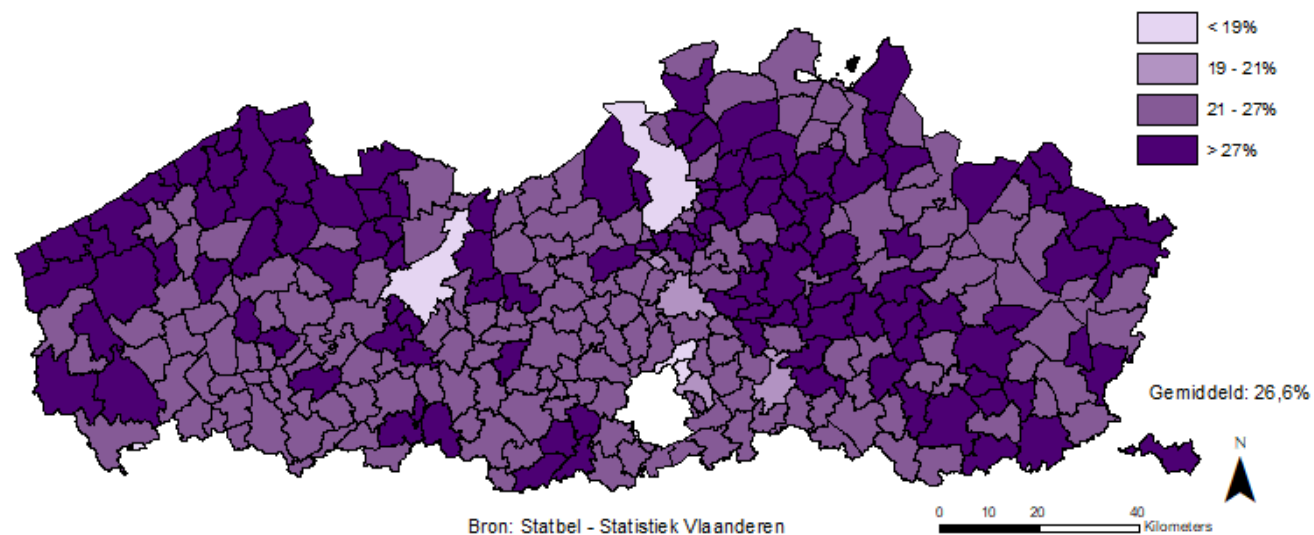 < 19%
19 - 21%
21 - 27%
> 27%
Gemiddeld: 26,6%
N
0 10 20 40
Kilometers
Bron: Statbel - Statistiek Vlaanderen